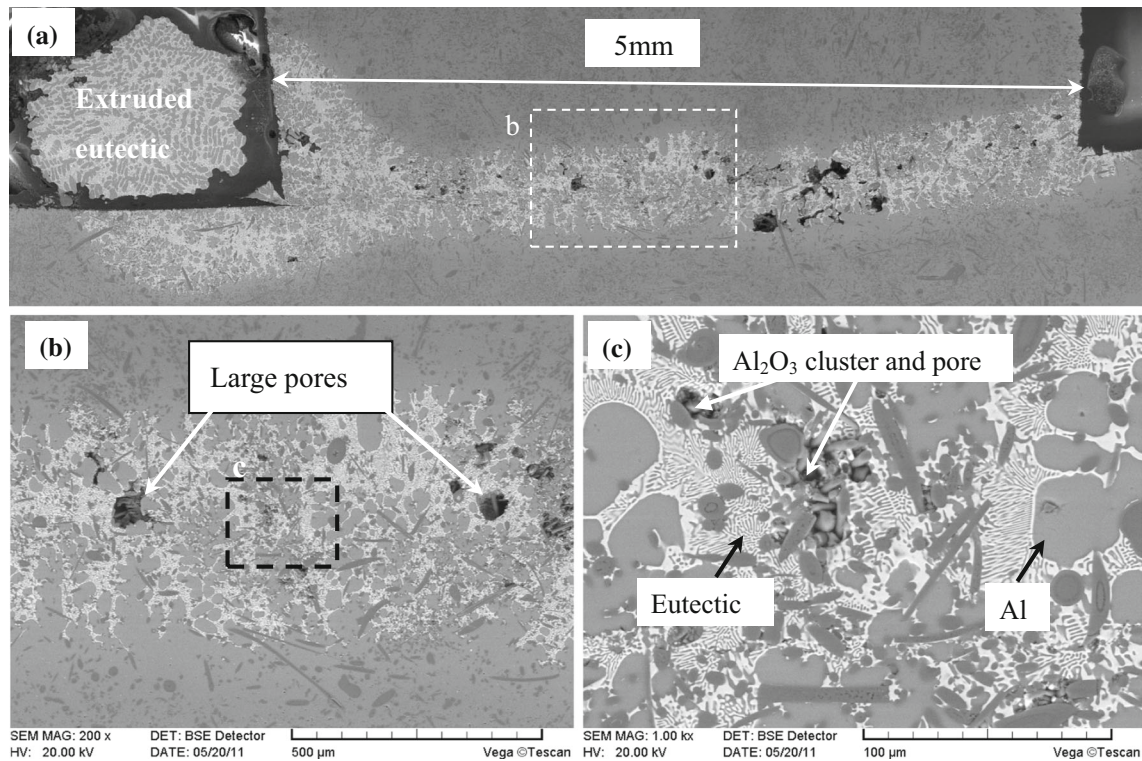 (a)
5mm
Extruded
eutectic
b
(b)
Large pores
c
(c)
Al₂O₃ cluster and pore
Eutectic
Al
SEM MAG: 200 x DET: BSE Detector
HV: 20.00 kV DATE: 05/20/11 500 µm Vega ©Tescan
SEM MAG: 1.00 kx DET: BSE Detector
HV: 20.00 kV DATE: 05/20/11 100 µm Vega ©Tescan